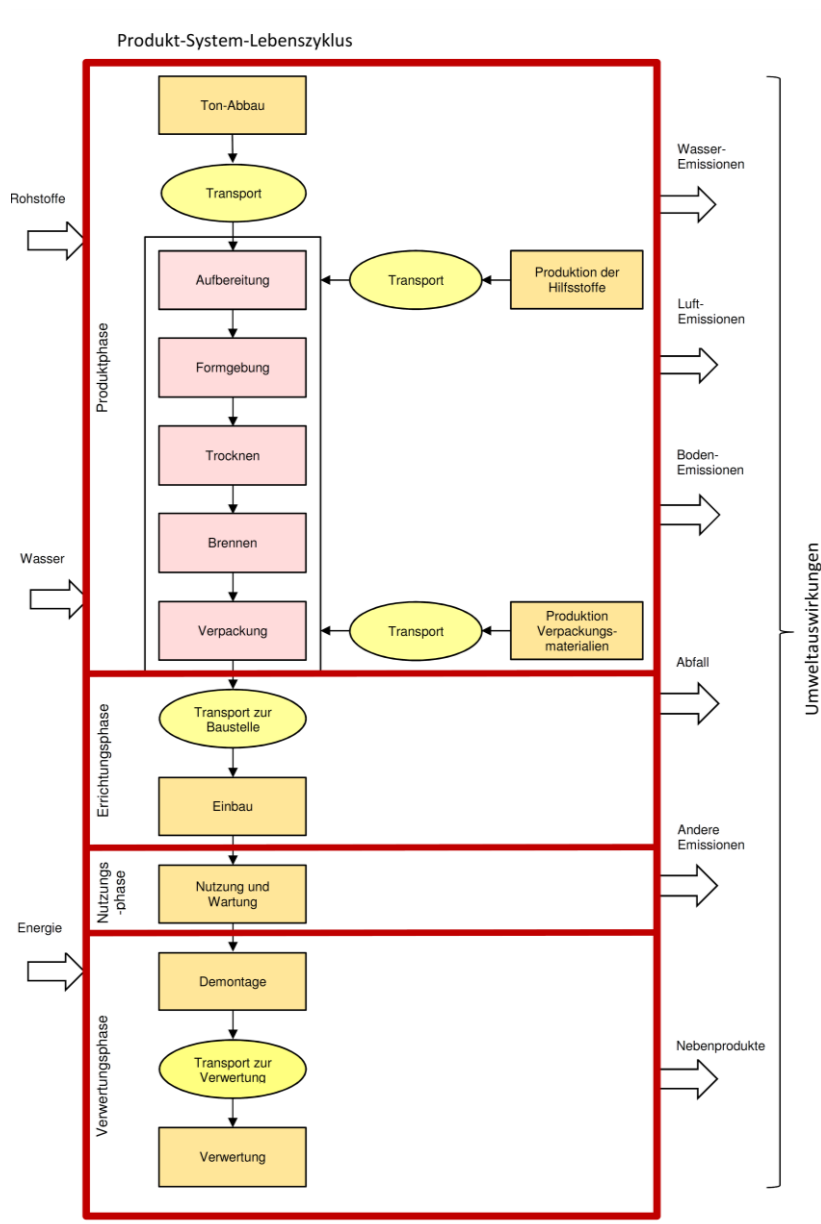 Produkt-System-Lebenszyklus
Ton-Abbau
Transport
Rohstoffe
Wasser-
Emissionen
Aufbereitung
Transport
Produktion der
Hilfsstoffe
Luft-
Emissionen
Produktphase
Formgebung
Trocknen
Boden-
Emissionen
Brennen
Wasser
Verpackung
Transport
Produktion
Verpackungs-
materialien
Umweltauswirkungen
Abfall
Errichtungsphase
Transport zur
Baustelle
Einbau
Andere
Emissionen
Nutzungs
-phase
Nutzung und
Wartung
Energie
Verwertungsphase
Demontage
Transport zur
Verwertung
Nebenprodukte
Verwertung